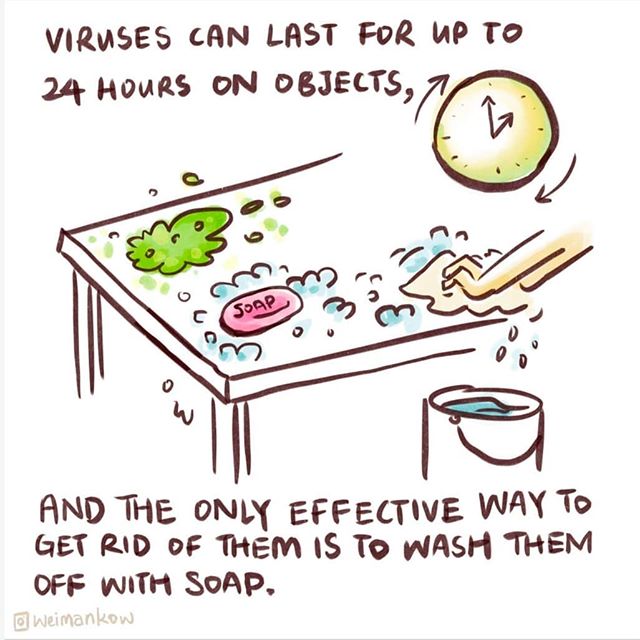 VIRUSES CAN LAST FOR UP TO
24 HOURS ON OBJECTS,
SOAP
AND THE ONLY EFFECTIVE WAY TO
GET RID OF THEM IS TO WASH THEM
OFF WITH SOAP.
weimankow